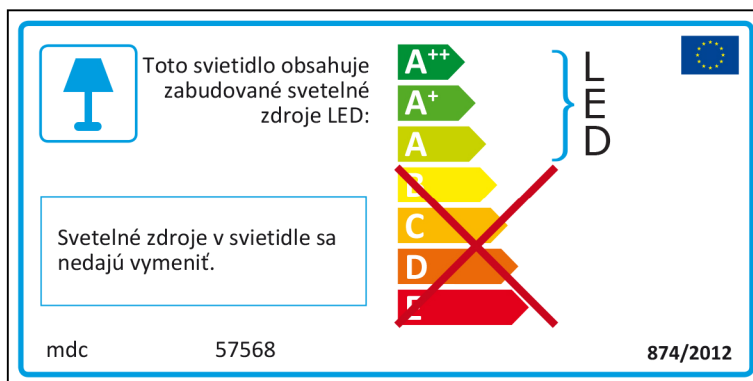 Toto svietidlo obsahuje
zabudované svetelné
zdroje LED:
A++
A+
A
B
C
D
E
L
E
D
Svetelné zdroje v svietidle sa
nedajú vymeniť.
mdc 57568
874/2012